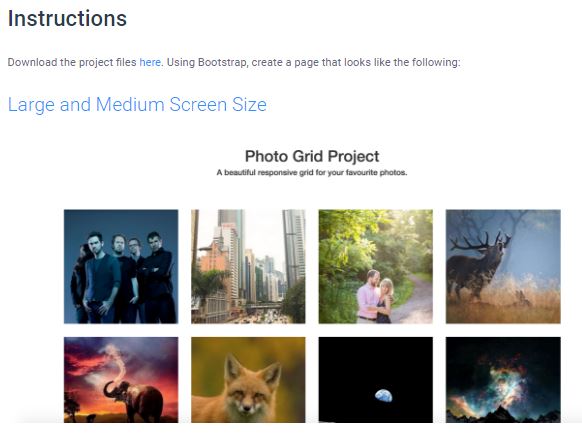 Instructions
Download the project files here. Using Bootstrap, create a page that looks like the following:
Large and Medium Screen Size
Photo Grid Project
A beautiful responsive grid for your favourite photos.